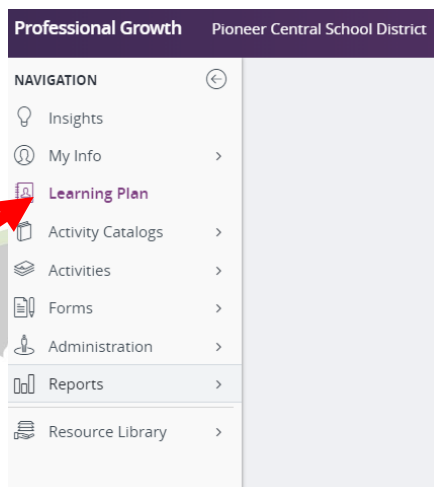 Professional Growth Pioneer Central School District
NAVIGATION
Insights
My Info
Learning Plan
Activity Catalogs
Activities
Forms
Administration
Reports
Resource Library